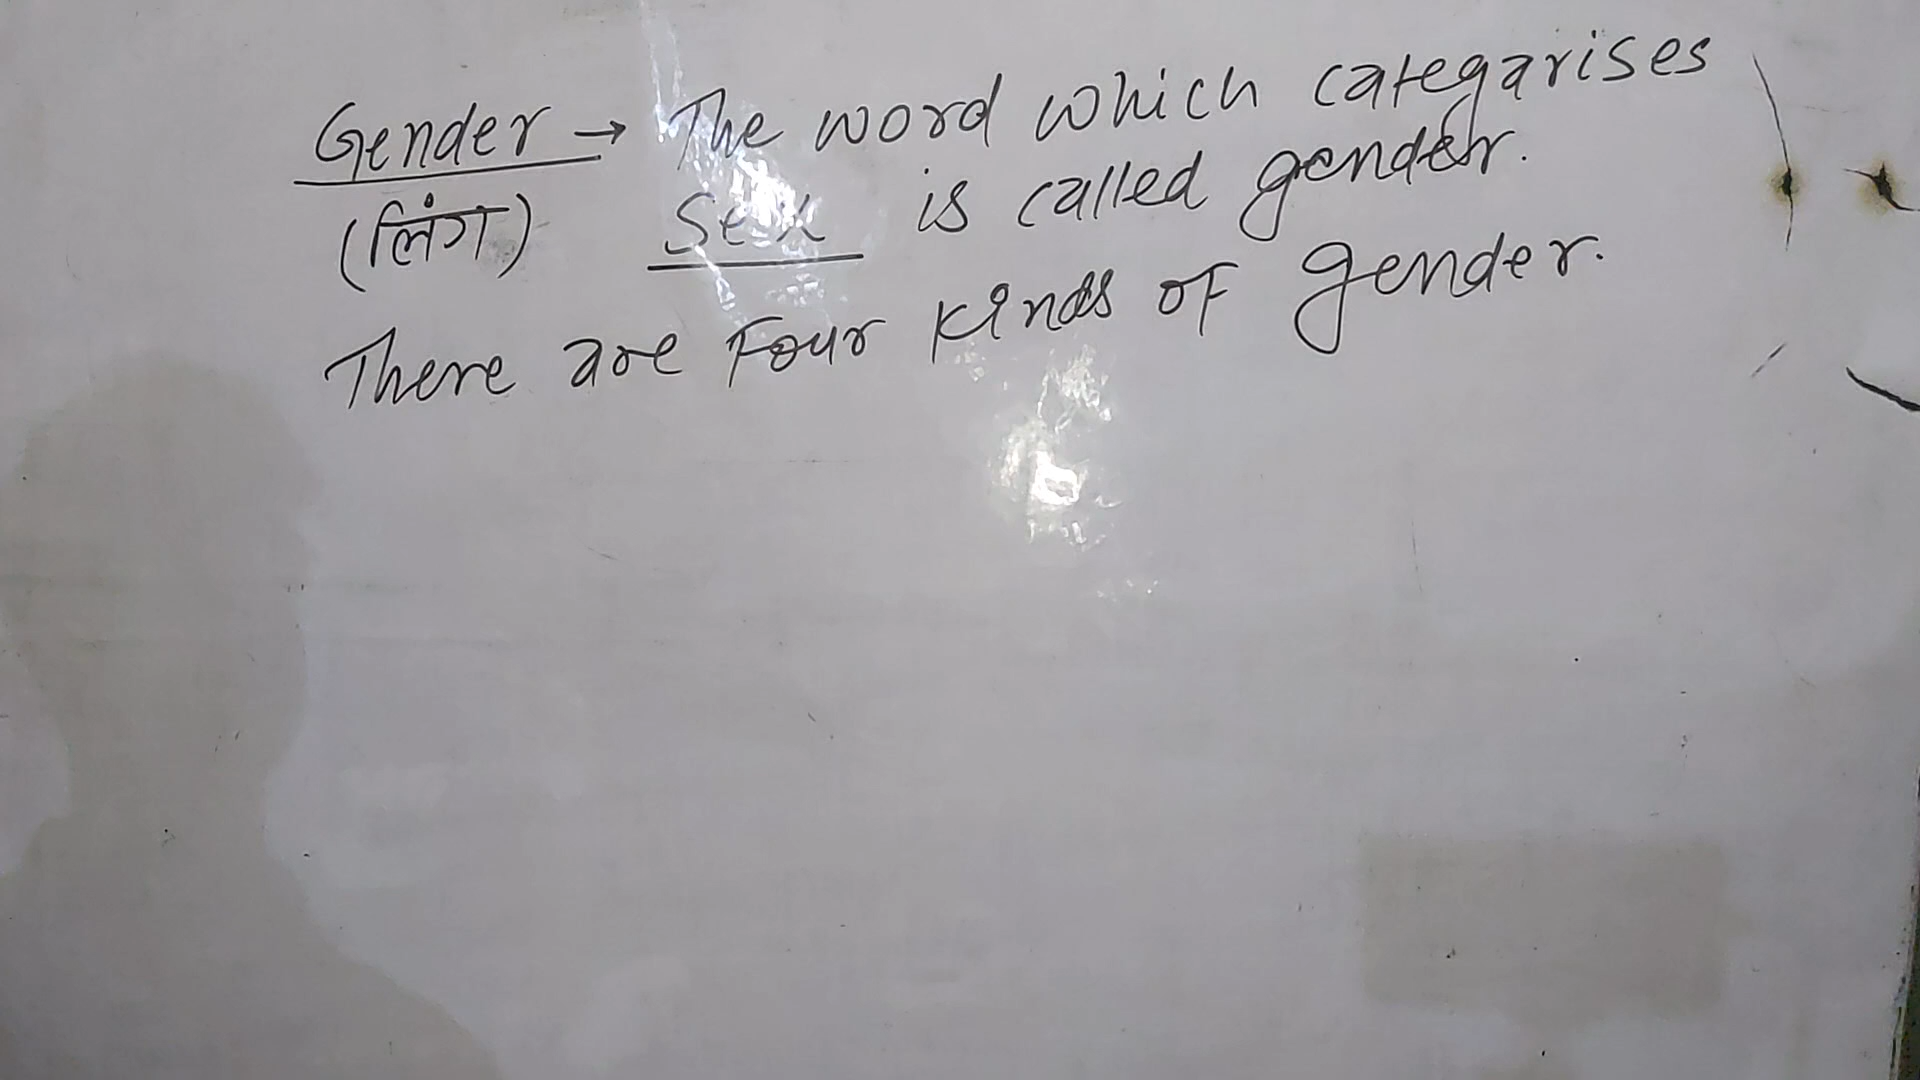 Gender → The word which categarises
(लिंग) Sex is called gender.
There are Four kinds of gender.